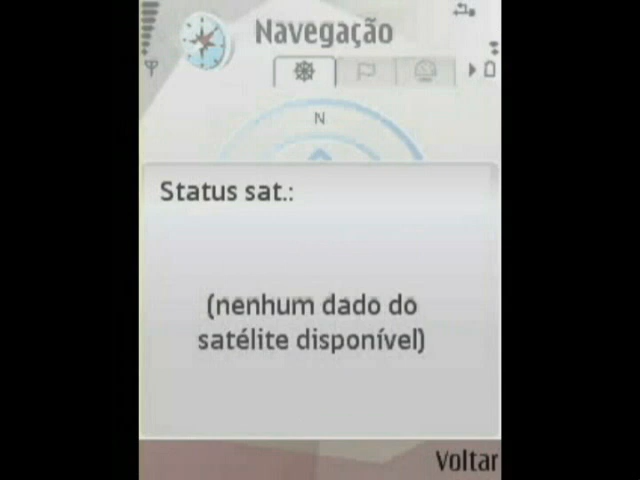 Navegação
N
Status sat.:
(nenhum dado do
satélite disponível)
Voltar